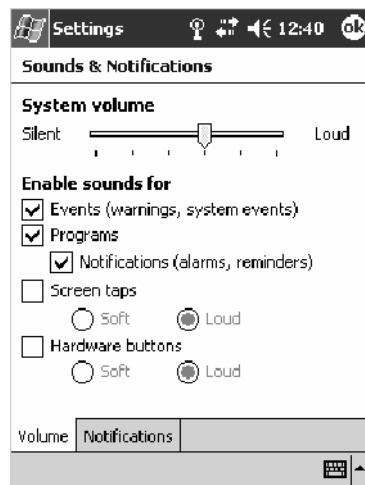 Settings 12:40 ok
Sounds & Notifications
System volume
Silent Loud
Enable sounds for
Events (warnings, system events)
Programs
Notifications (alarms, reminders)
Screen taps
Soft Loud
Hardware buttons
Soft Loud
Volume Notifications